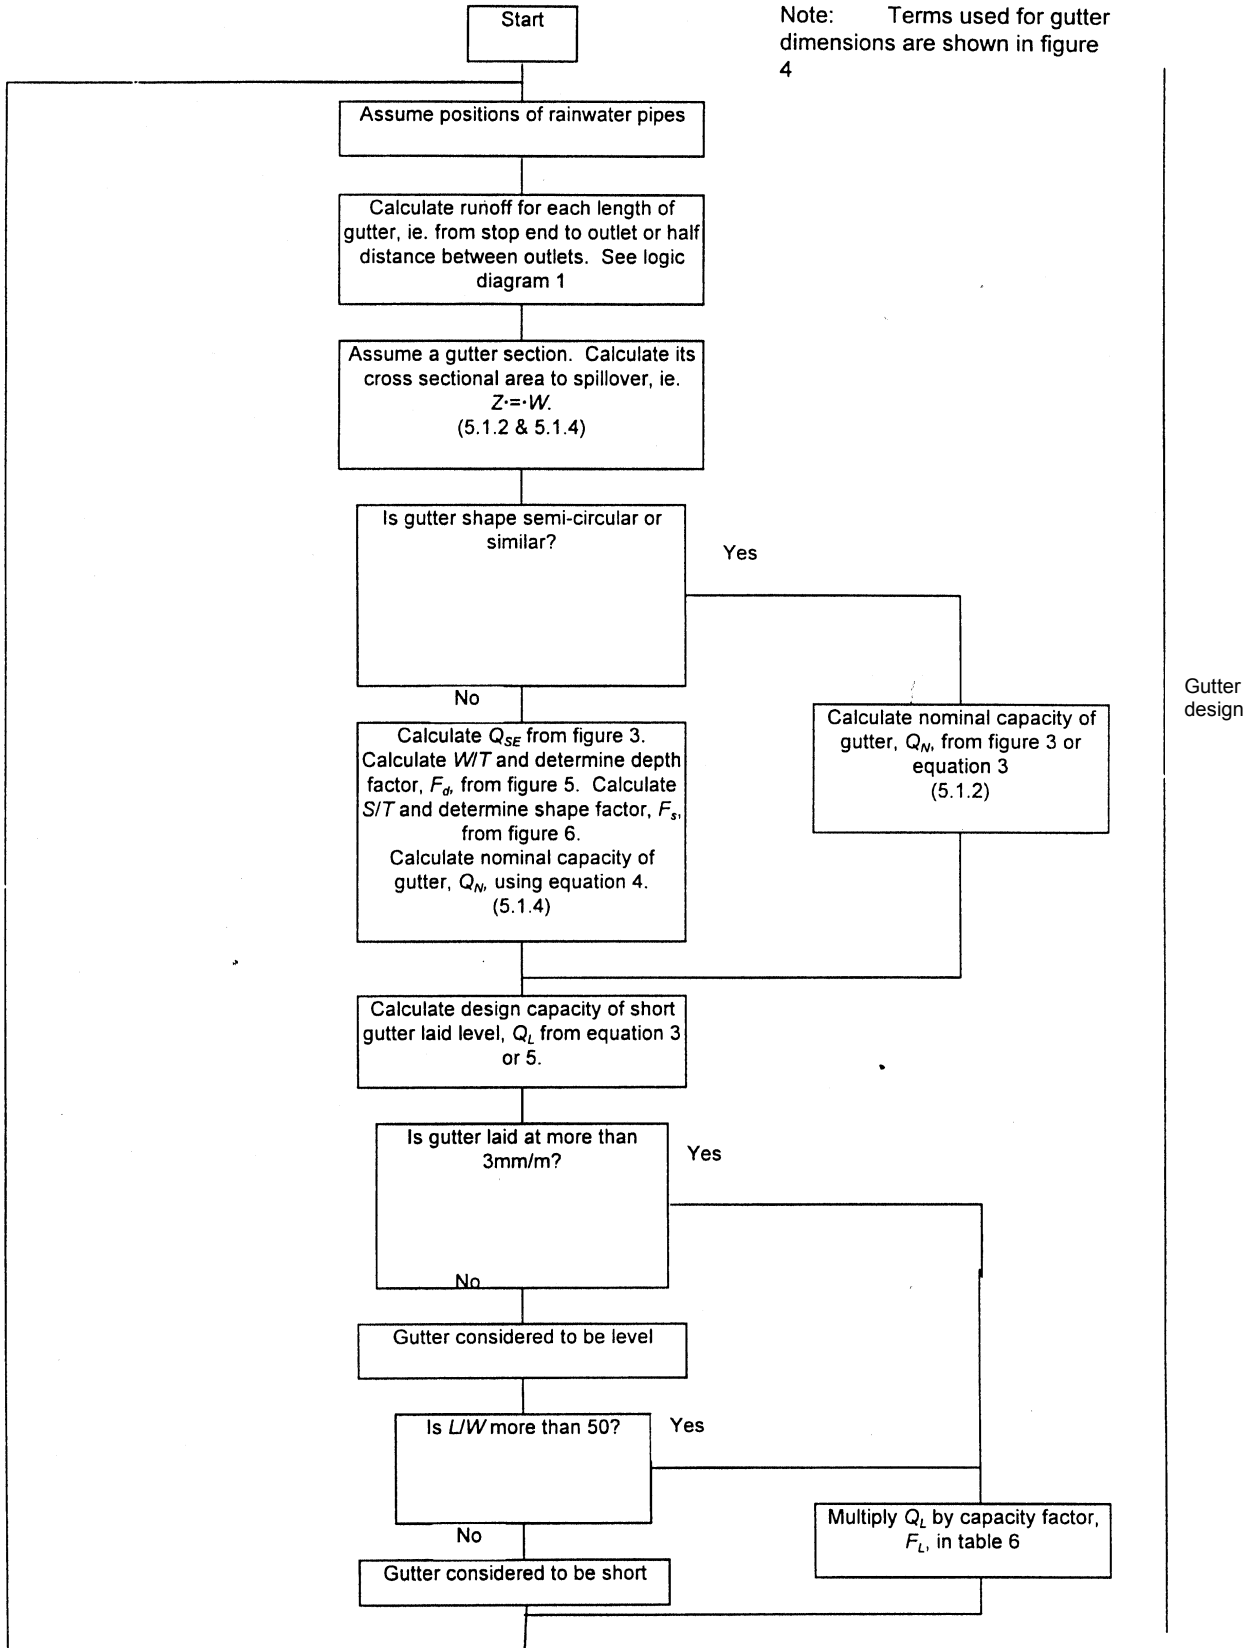 Start
Note: Terms used for gutter
dimensions are shown in figure
4
Assume positions of rainwater pipes
Calculate runoff for each length of
gutter, ie. from stop end to outlet or half
distance between outlets. See logic
diagram 1
Assume a gutter section. Calculate its
cross sectional area to spillover, ie.
Z·=·W.
(5.1.2 & 5.1.4)
Is gutter shape semi-circular or
similar?
Yes
No
Calculate QSE from figure 3.
Calculate W/T and determine depth
factor, Fd, from figure 5. Calculate
S/T and determine shape factor, Fs,
from figure 6.
Calculate nominal capacity of
gutter, QN, using equation 4.
(5.1.4)
Calculate nominal capacity of
gutter, QN, from figure 3 or
equation 3
(5.1.2)
Gutter
design
Calculate design capacity of short
gutter laid level, QL from equation 3
or 5.
Is gutter laid at more than
3mm/m?
Yes
No
Gutter considered to be level
Is L/W more than 50?
Yes
No
Multiply QL by capacity factor,
FL, in table 6
Gutter considered to be short